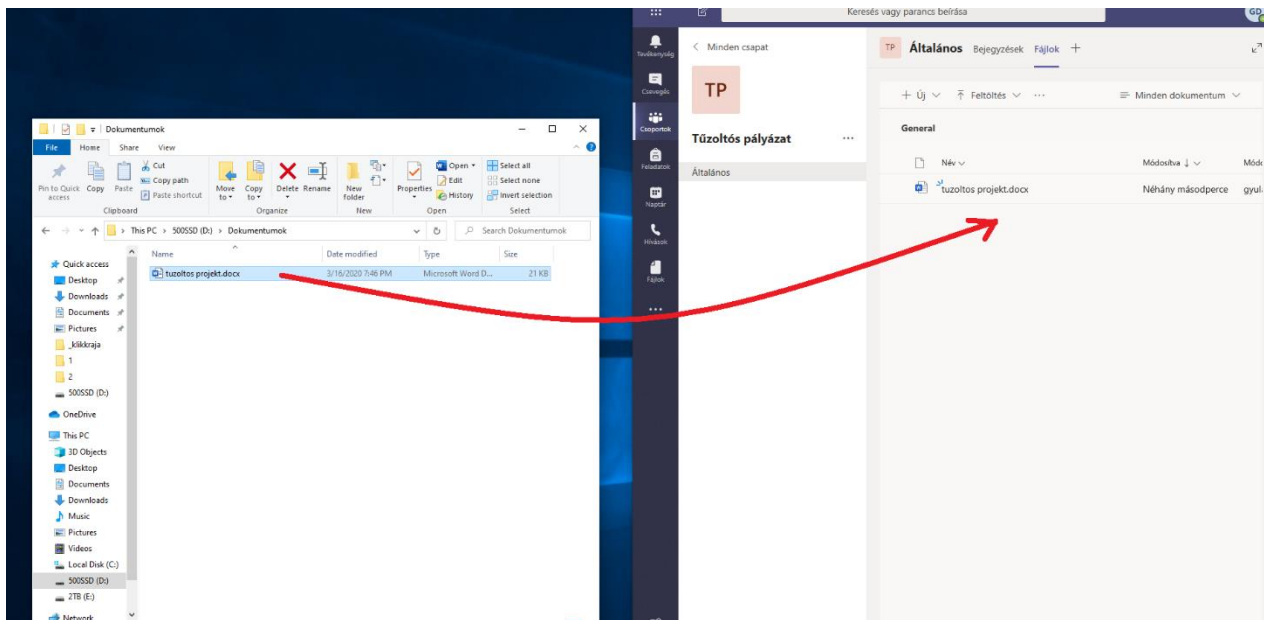 Keresés vagy parancs beírása
GD
Tevékenység
Csevegés
Csoportok
Feladatok
Naptár
Hívások
Fájlok
Minden csapat
TP
Tűzoltós pályázat
Általános
TP Általános Bejegyzések Fájlok +
+ Új Feltöltés Minden dokumentum
General
Név Módosítva ↓ Módo
tuzoltos projekt.docx Néhány másodperce gyul.
Dokumentumok
File Home Share View
Pin to Quick access
Copy
Paste
Cut
Copy path
Paste shortcut
Move to
Copy to
Delete
Rename
New folder
Properties
Open
Edit
History
Select all
Select none
Invert selection
Clipboard Organize New Open Select
This PC > 500SSD (D:) > Dokumentumok
Search Dokumentumok
Name Date modified Type Size
tuzoltos projekt.docx 3/16/2020 7:46 PM Microsoft Word D... 21 KB
Quick access
Desktop
Downloads
Documents
Pictures
_klikkraja
1
2
500SSD (D:)
OneDrive
This PC
3D Objects
Desktop
Documents
Downloads
Music
Pictures
Videos
Local Disk (C:)
500SSD (D:)
2TB (E:)
Network